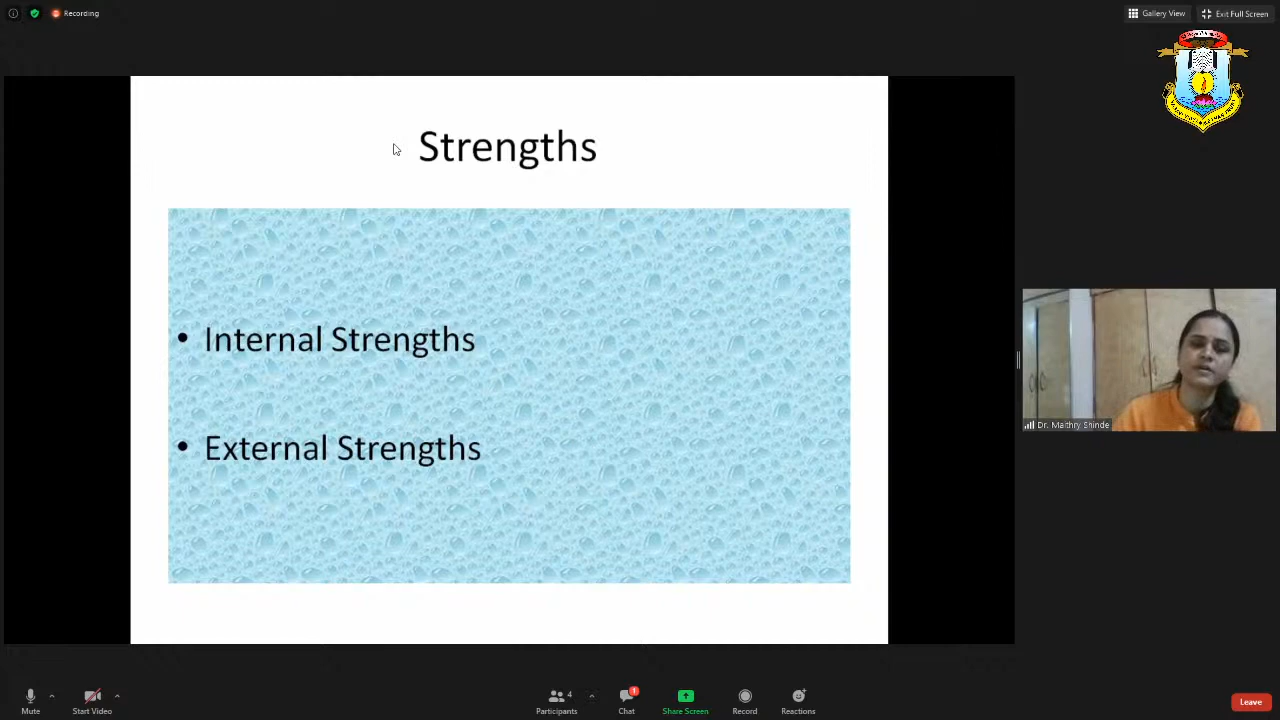 Recording
Gallery View
Exit Full Screen
Strengths
• Internal Strengths
• External Strengths
Dr. Maithry Shinde
Mute
Start Video
4
Participants
1
Chat
Share Screen
Record
Reactions
Leave